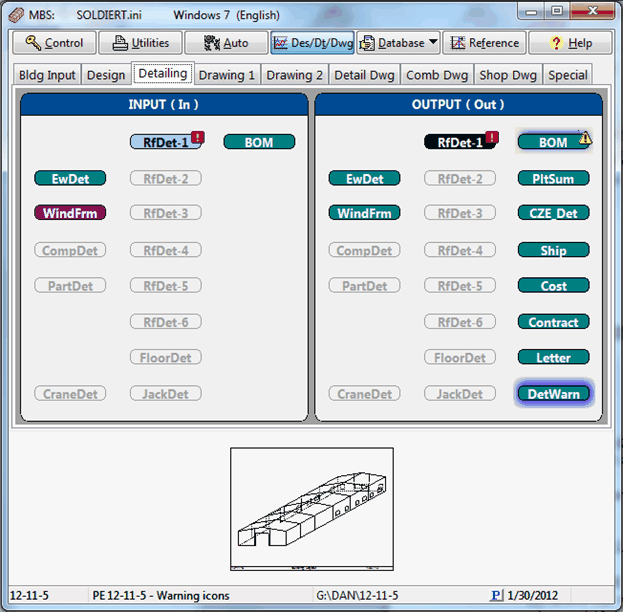 MBS: SOLDIERT.ini Windows 7 (English)
Control Utilities Auto Des/Dt/Dwg Database Reference Help
Bldg Input Design Detailing Drawing 1 Drawing 2 Detail Dwg Comb Dwg Shop Dwg Special
INPUT ( In ) OUTPUT ( Out )
RfDet-1 ! BOM RfDet-1 ! BOM
EwDet RfDet-2 EwDet RfDet-2 PltSum
WindFrm RfDet-3 WindFrm RfDet-3 CZE_Det
CompDet RfDet-4 CompDet RfDet-4 Ship
PartDet RfDet-5 PartDet RfDet-5 Cost
RfDet-6 RfDet-6 Contract
FloorDet FloorDet Letter
CraneDet JackDet CraneDet JackDet DetWarn
12-11-5 PE 12-11-5 - Warning icons G:\DAN\12-11-5 P 1/30/2012